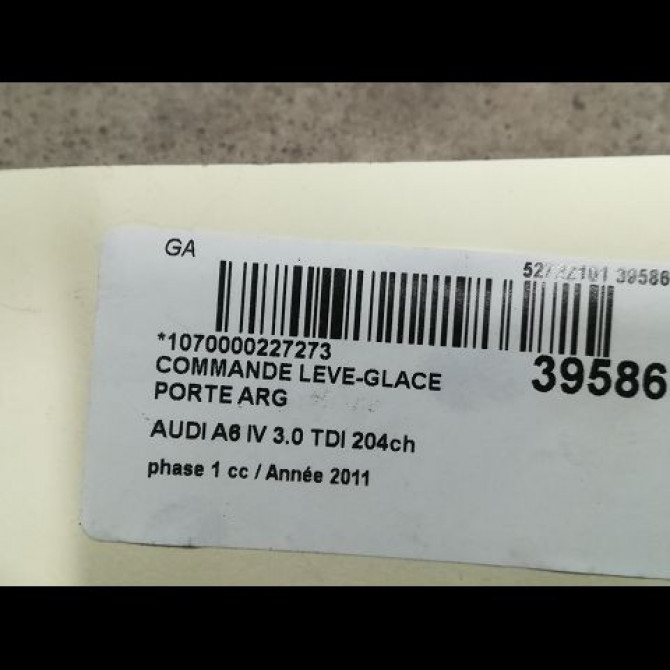 GA
39586
*1070000227273
39586
COMMANDE LEVE-GLACE
PORTE ARG
AUDI A6 IV 3.0 TDI 204ch
phase 1 cc / Année 2011